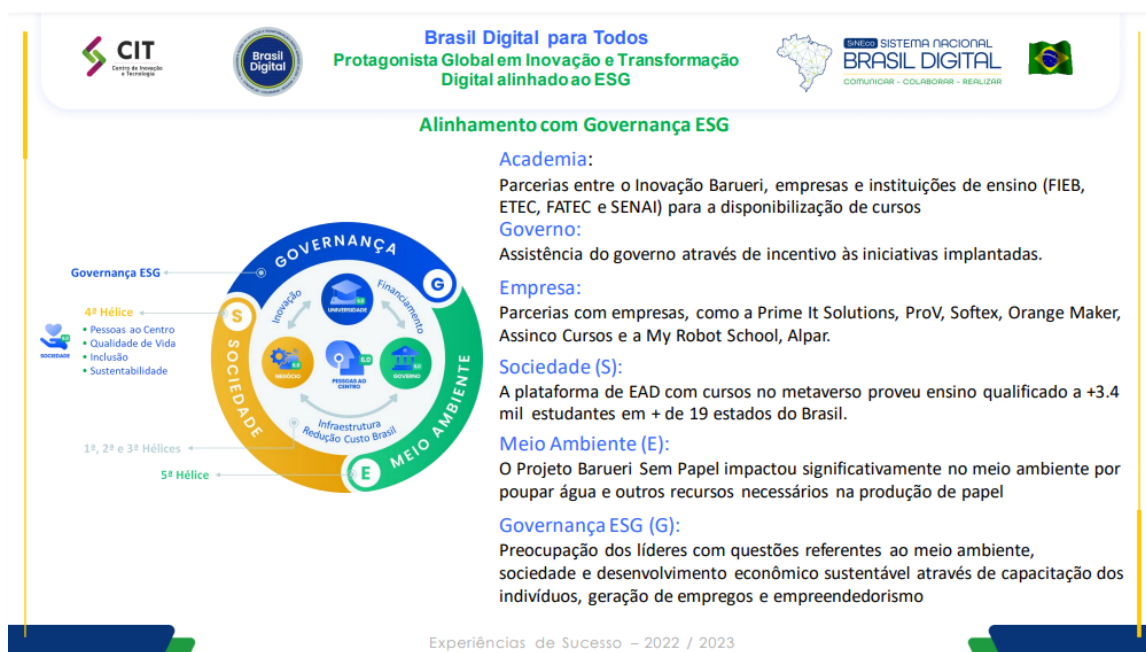 CIT
Centro de Inovação
e Tecnologia
Brasil
Digital
Brasil Digital para Todos
Protagonista Global em Inovação e Transformação
Digital alinhado ao ESG
SINEco SISTEMA NACIONAL
BRASIL DIGITAL
COMUNICAR - COLABORAR - REALIZAR
Alinhamento com Governança ESG
Governança ESG
4ª Hélice
• Pessoas ao Centro
• Qualidade de Vida
• Inclusão
• Sustentabilidade
SOCIEDADE
1ª, 2ª e 3ª Hélices
5ª Hélice
GOVERNANÇA
G
S
SOCIEDADE
E
MEIO AMBIENTE
Inovação
Financiamento
UNIVERSIDADE
NEGÓCIO
PESSOAS AO
CENTRO
GOVERNO
Infraestrutura
Redução Custo Brasil
Academia:
Parcerias entre o Inovação Barueri, empresas e instituições de ensino (FIEB,
ETEC, FATEC e SENAI) para a disponibilização de cursos
Governo:
Assistência do governo através de incentivo às iniciativas implantadas.
Empresa:
Parcerias com empresas, como a Prime It Solutions, ProV, Softex, Orange Maker,
Assinco Cursos e a My Robot School, Alpar.
Sociedade (S):
A plataforma de EAD com cursos no metaverso proveu ensino qualificado a +3.4
mil estudantes em + de 19 estados do Brasil.
Meio Ambiente (E):
O Projeto Barueri Sem Papel impactou significativamente no meio ambiente por
poupar água e outros recursos necessários na produção de papel
Governança ESG (G):
Preocupação dos líderes com questões referentes ao meio ambiente,
sociedade e desenvolvimento econômico sustentável através de capacitação dos
indivíduos, geração de empregos e empreendedorismo
Experiências de Sucesso – 2022 / 2023